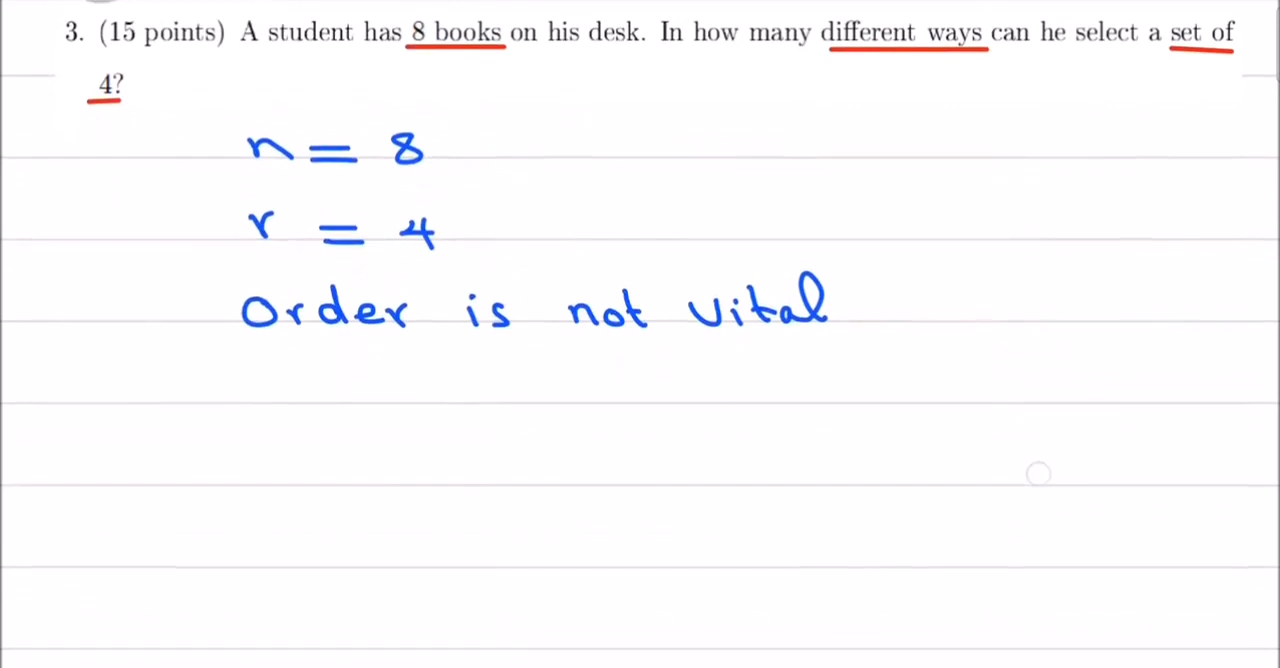 3. (15 points) A student has 8 books on his desk. In how many different ways can he select a set of
4?
n = 8
r = 4
Order is not vital